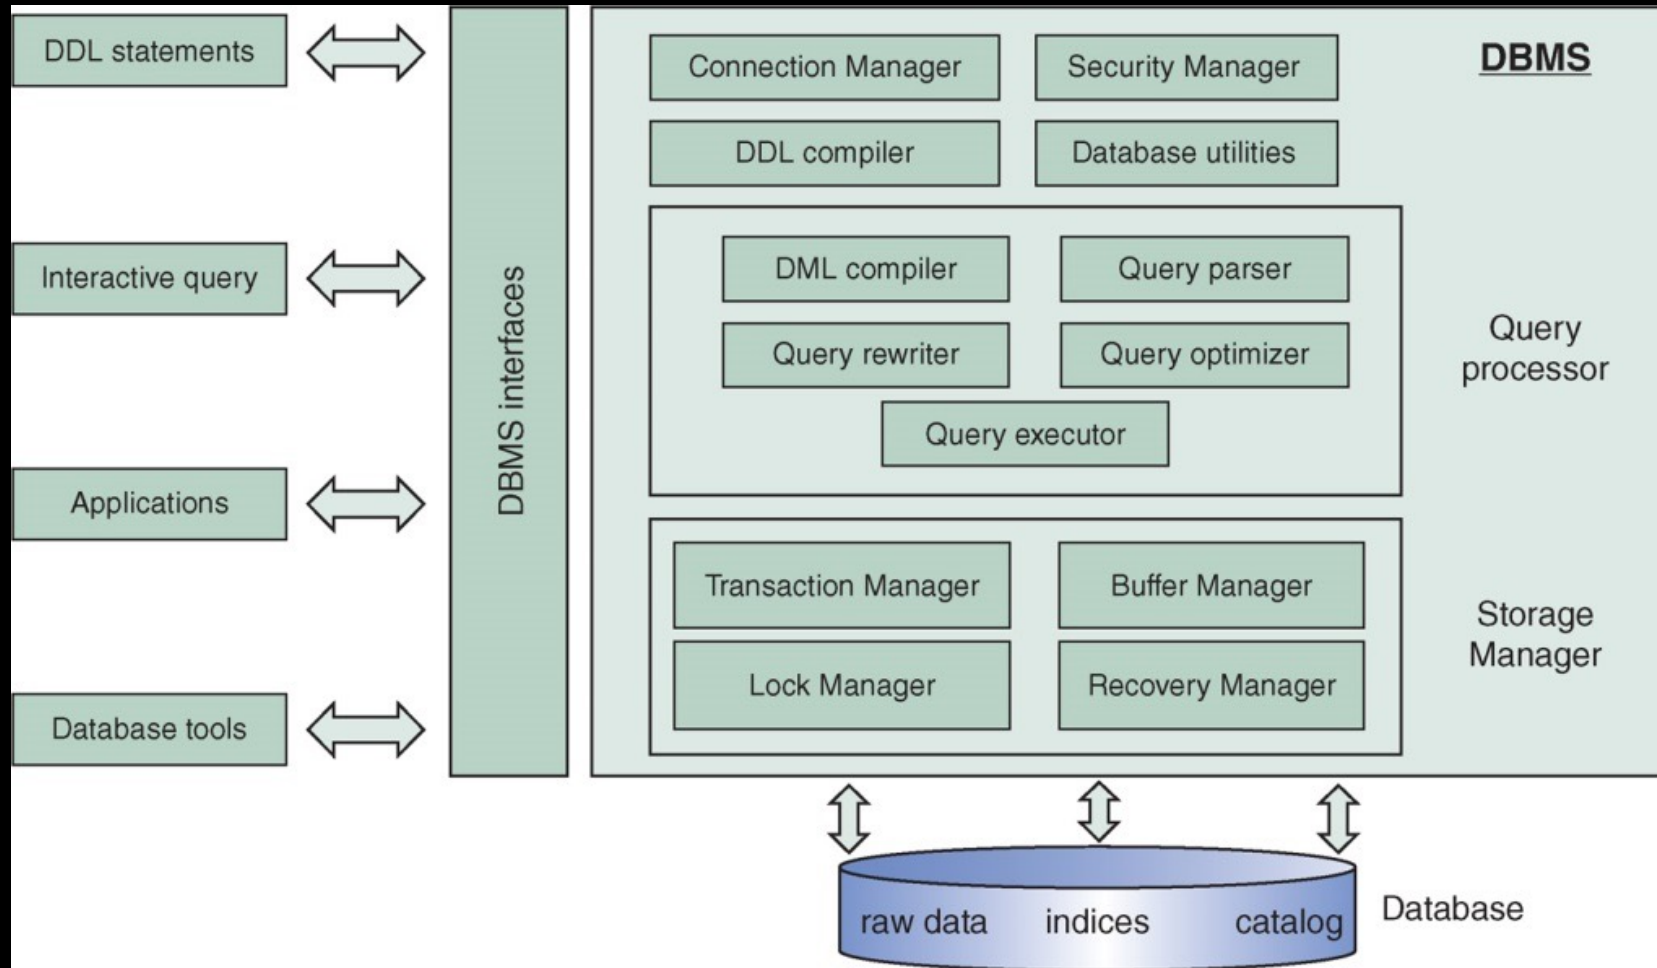 DDL statements
Interactive query
Applications
Database tools
DBMS interfaces
DBMS
Connection Manager
Security Manager
DDL compiler
Database utilities
DML compiler
Query parser
Query rewriter
Query optimizer
Query executor
Query
processor
Transaction Manager
Buffer Manager
Lock Manager
Recovery Manager
Storage
Manager
raw data
indices
catalog
Database